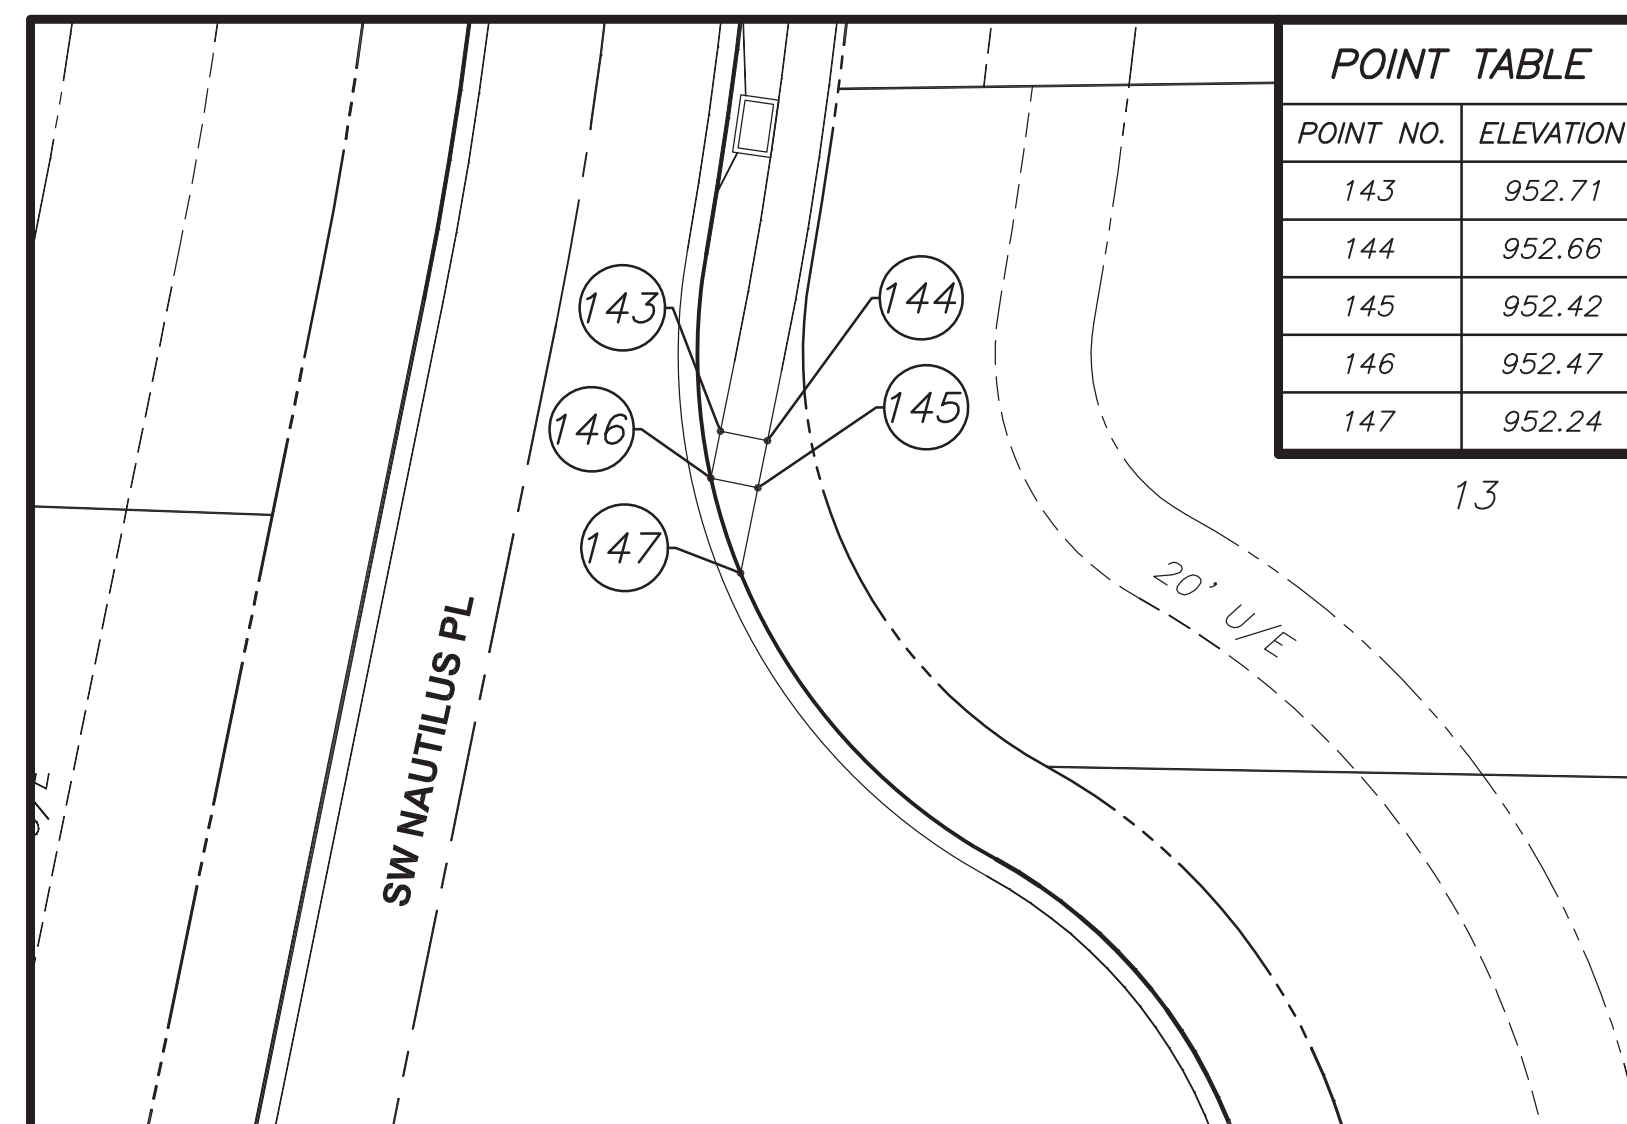 POINT TABLE
POINT NO. ELEVATION
143 952.71
144 952.66
145 952.42
146 952.47
147 952.24
143
144
145
146
147
13
20' U/E
SW NAUTILUS PL